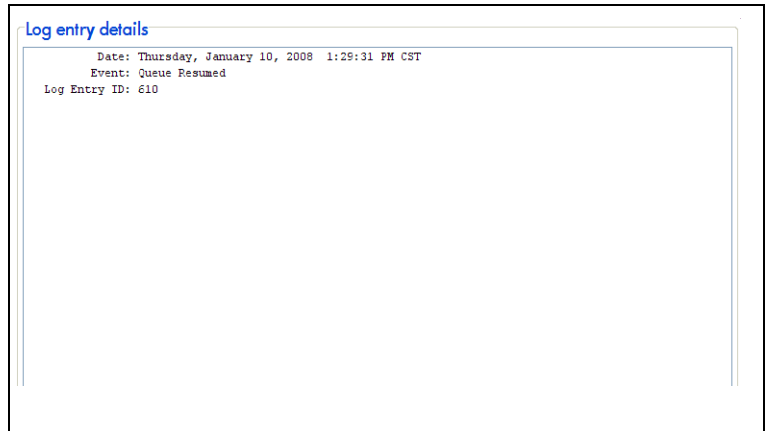 Log entry details
Date: Thursday, January 10, 2008 1:29:31 PM CST
Event: Queue Resumed
Log Entry ID: 610